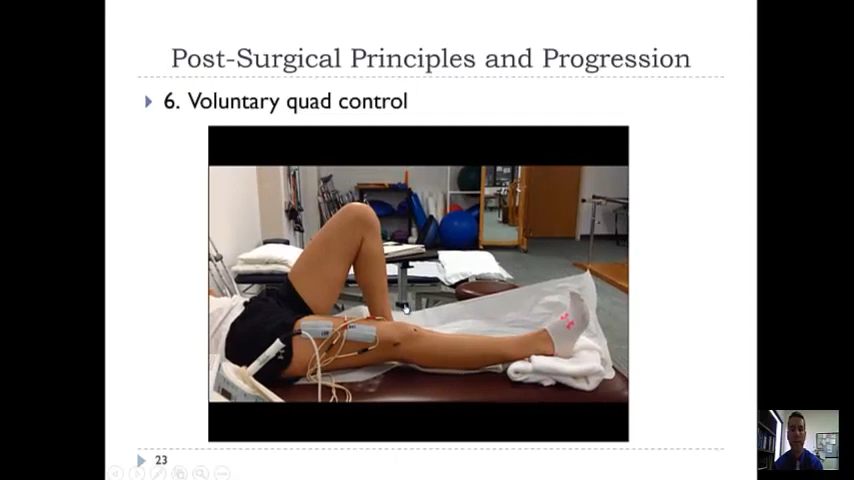 Post-Surgical Principles and Progression
6. Voluntary quad control
23